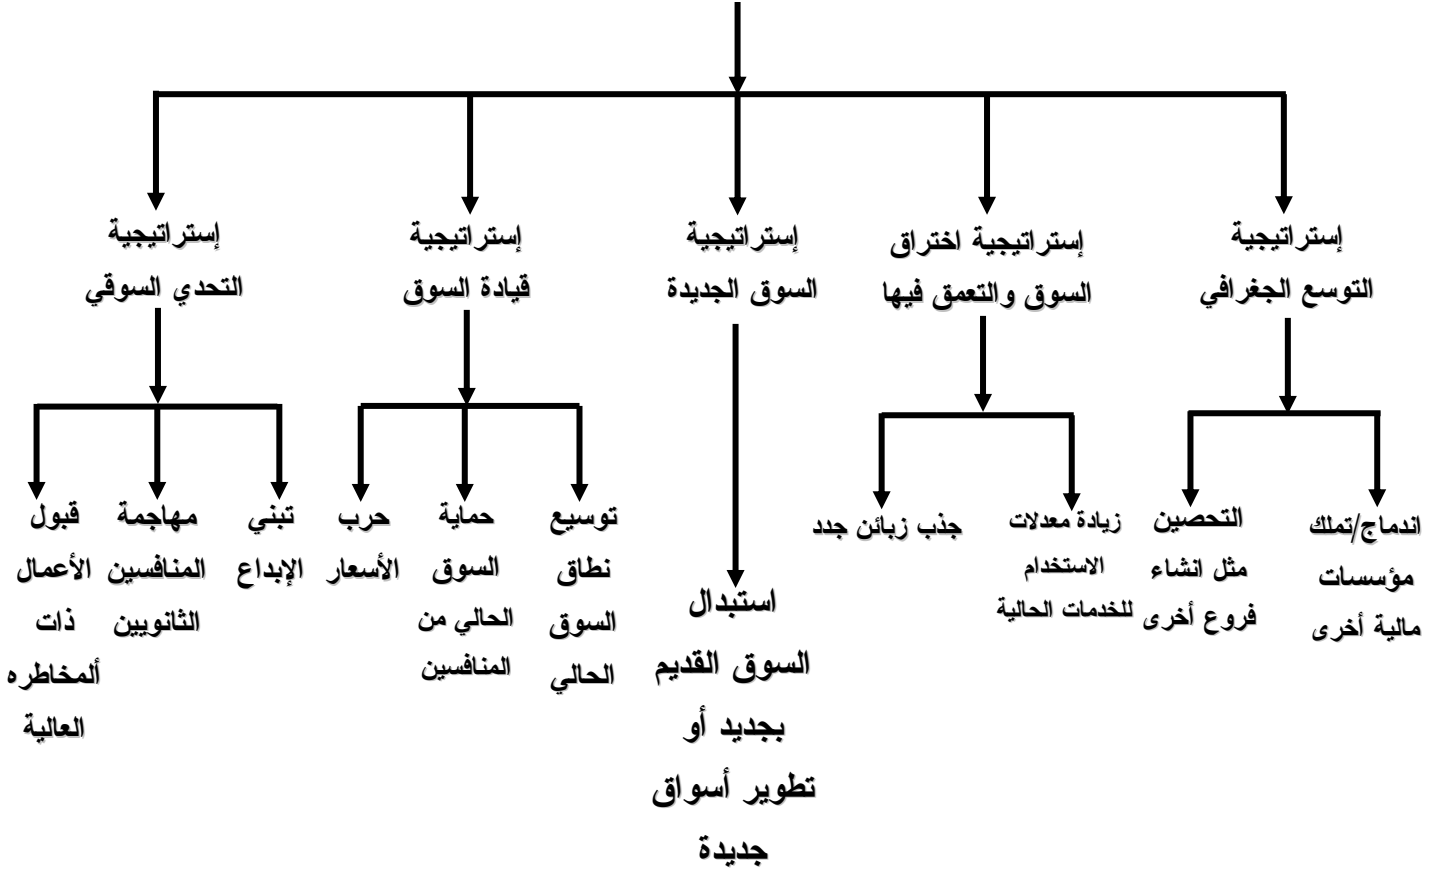 إستراتيجية
التوسع الجغرافي
إستراتيجية اختراق
السوق والتعمق فيها
إستراتيجية
السوق الجديدة
إستراتيجية
قيادة السوق
إستراتيجية
التحدي السوقي
اندماج/تملك
مؤسسات
مالية أخرى
التحصين
مثل انشاء
فروع أخرى
زيادة معدلات
الاستخدام
للخدمات الحالية
جذب زبائن جدد
استبدال
السوق القديم
بجديد أو
تطوير أسواق
جديدة
توسيع
نطاق
السوق
الحالي
حماية
السوق
الحالي من
المنافسين
حرب
الأسعار
تبني
الإبداع
مهاجمة
المنافسين
الثانويين
قبول
الأعمال
ذات
ألمخاطره
العالية